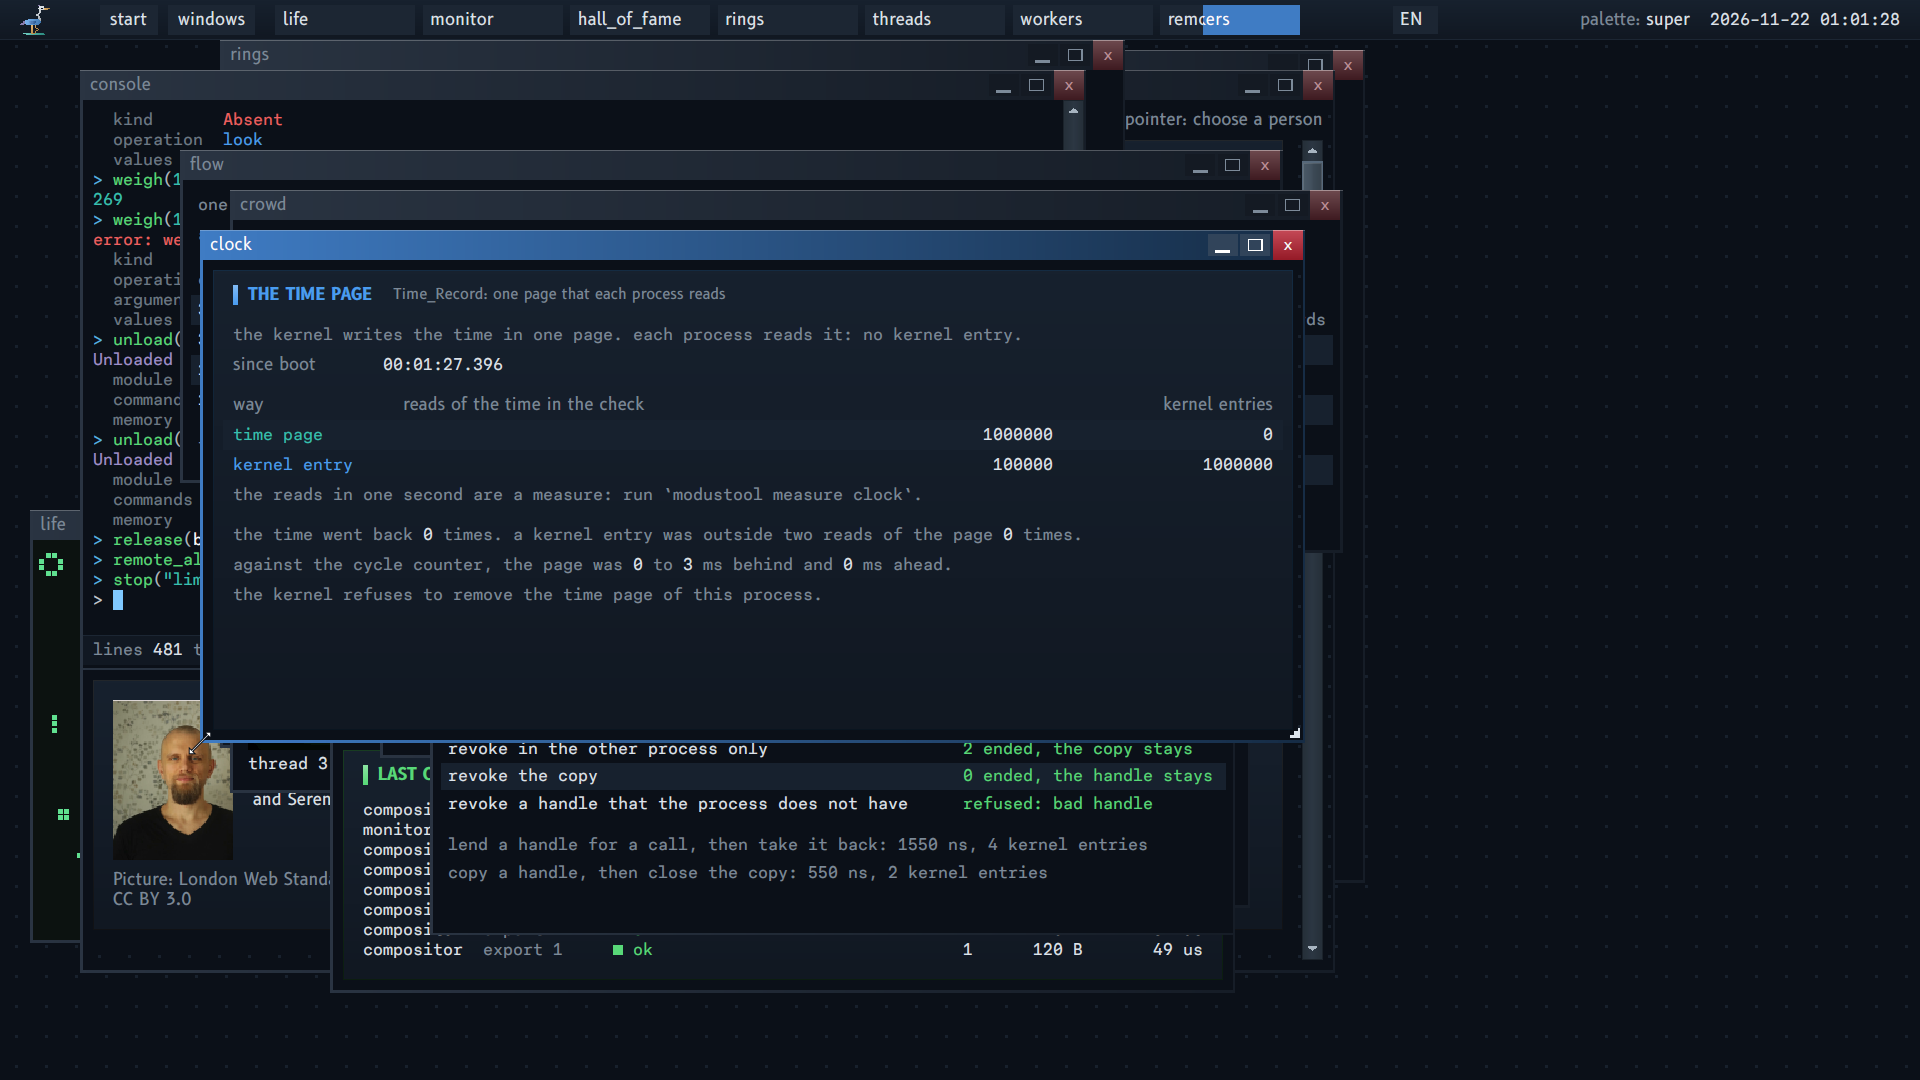 start windows life monitor hall_of_fame rings threads workers EN palette: super 2026-11-22 01:01:28
rings x
x
console x
x
pointer: choose a person
kind Absent
operation look
values
> weigh(1
269
> weigh(1
error: we
kind
operati
argumen
values
> unload(
Unloaded
module
command
memory
> unload(
Unloaded
module
commands
memory
> release(b
> remote_al
> stop("lim
>
lines 481 t
flow x
one
crowd x
ds
clock x
THE TIME PAGE Time_Record: one page that each process reads
the kernel writes the time in one page. each process reads it: no kernel entry.
since boot 00:01:27.396
way reads of the time in the check kernel entries
time page 1000000 0
kernel entry 100000 1000000
the reads in one second are a measure: run `modustool measure clock`.
the time went back 0 times. a kernel entry was outside two reads of the page 0 times.
against the cycle counter, the page was 0 to 3 ms behind and 0 ms ahead.
the kernel refuses to remove the time page of this process.
life
thread 3
and Seren
Picture: London Web Standa
CC BY 3.0
LAST C
composi
monitor
composi
composi
composi
composi
composi
compositor export 1 ok 1 120 B 49 us
revoke in the other process only 2 ended, the copy stays
revoke the copy 0 ended, the handle stays
revoke a handle that the process does not have refused: bad handle
lend a handle for a call, then take it back: 1550 ns, 4 kernel entries
copy a handle, then close the copy: 550 ns, 2 kernel entries